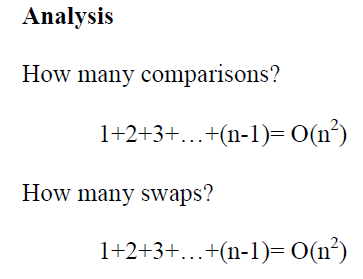 Analysis
How many comparisons?
1+2+3+…+(n-1)= O(n²)
How many swaps?
1+2+3+…+(n-1)= O(n²)